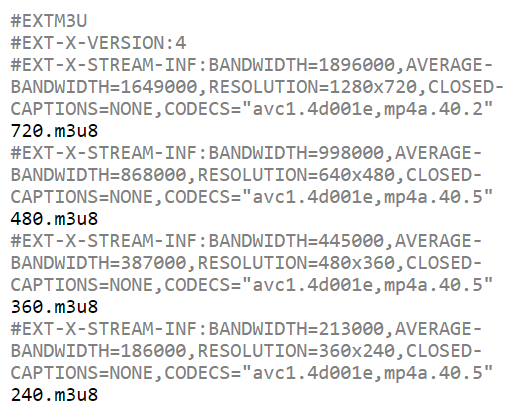 #EXTM3U
#EXT-X-VERSION:4
#EXT-X-STREAM-INF:BANDWIDTH=1896000,AVERAGE-
BANDWIDTH=1649000,RESOLUTION=1280x720,CLOSED-
CAPTIONS=NONE,CODECS="avc1.4d001e,mp4a.40.2"
720.m3u8
#EXT-X-STREAM-INF:BANDWIDTH=998000,AVERAGE-
BANDWIDTH=868000,RESOLUTION=640x480,CLOSED-
CAPTIONS=NONE,CODECS="avc1.4d001e,mp4a.40.5"
480.m3u8
#EXT-X-STREAM-INF:BANDWIDTH=445000,AVERAGE-
BANDWIDTH=387000,RESOLUTION=480x360,CLOSED-
CAPTIONS=NONE,CODECS="avc1.4d001e,mp4a.40.5"
360.m3u8
#EXT-X-STREAM-INF:BANDWIDTH=213000,AVERAGE-
BANDWIDTH=186000,RESOLUTION=360x240,CLOSED-
CAPTIONS=NONE,CODECS="avc1.4d001e,mp4a.40.5"
240.m3u8